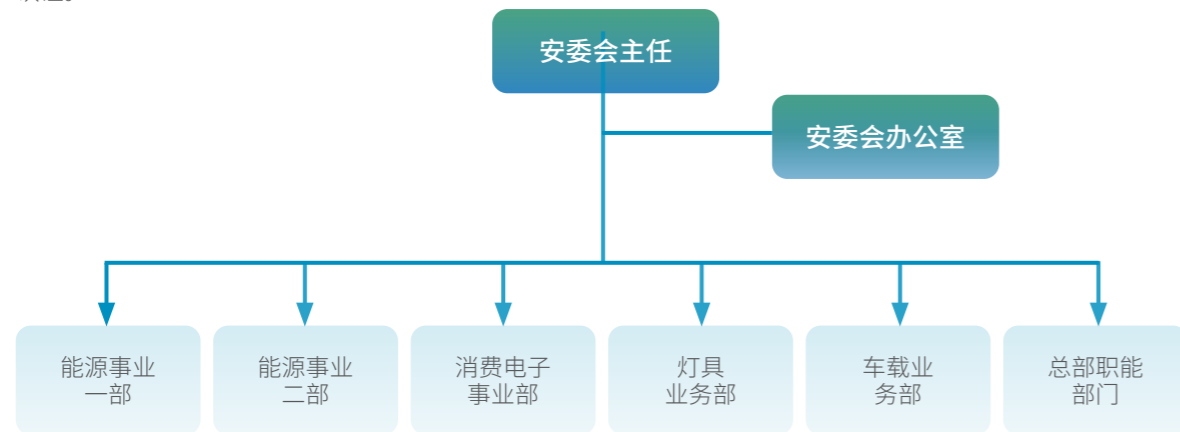 安委会主任
安委会办公室
能源事业
一部
能源事业
二部
消费电子
事业部
灯具
业务部
车载业
务部
总部职能
部门